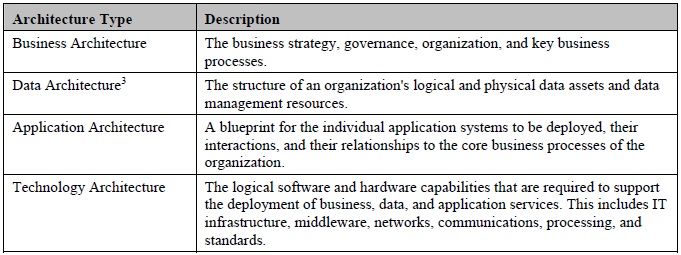 Architecture Type Description
Business Architecture The business strategy, governance, organization, and key business
processes.
Data Architecture³ The structure of an organization's logical and physical data assets and data
management resources.
Application Architecture A blueprint for the individual application systems to be deployed, their
interactions, and their relationships to the core business processes of the
organization.
Technology Architecture The logical software and hardware capabilities that are required to support
the deployment of business, data, and application services. This includes IT
infrastructure, middleware, networks, communications, processing, and
standards.